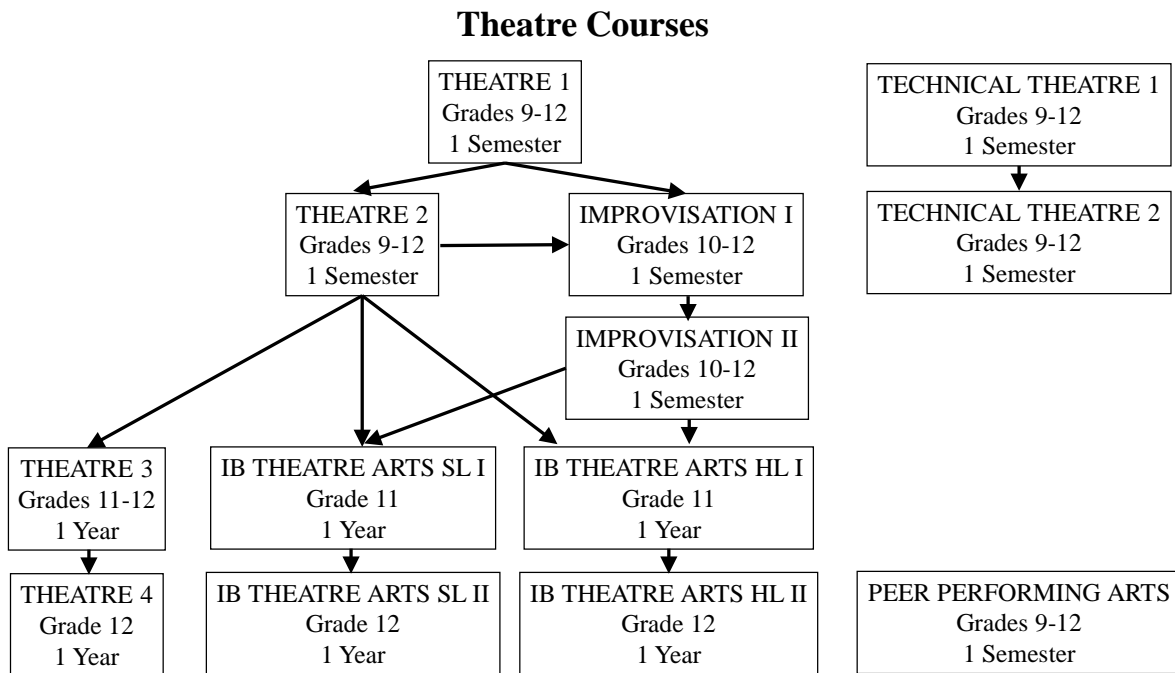 Theatre Courses
THEATRE 1
Grades 9-12
1 Semester
TECHNICAL THEATRE 1
Grades 9-12
1 Semester
THEATRE 2
Grades 9-12
1 Semester
IMPROVISATION I
Grades 10-12
1 Semester
TECHNICAL THEATRE 2
Grades 9-12
1 Semester
IMPROVISATION II
Grades 10-12
1 Semester
THEATRE 3
Grades 11-12
1 Year
IB THEATRE ARTS SL I
Grade 11
1 Year
IB THEATRE ARTS HL I
Grade 11
1 Year
THEATRE 4
Grade 12
1 Year
IB THEATRE ARTS SL II
Grade 12
1 Year
IB THEATRE ARTS HL II
Grade 12
1 Year
PEER PERFORMING ARTS
Grades 9-12
1 Semester